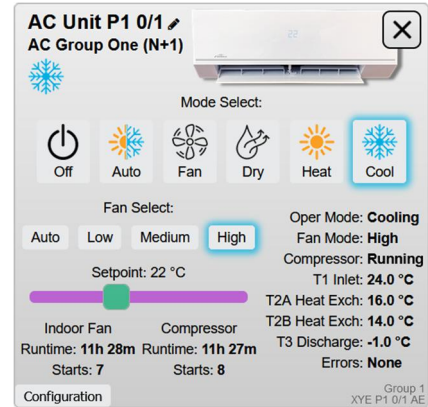 AC Unit P1 0/1
AC Group One (N+1)
Mode Select:
Off Auto Fan Dry Heat Cool
Fan Select:
Auto Low Medium High
Setpoint: 22 °C
Indoor Fan Compressor
Runtime: 11h 28m Runtime: 11h 27m
Starts: 7 Starts: 8
Oper Mode: Cooling
Fan Mode: High
Compressor: Running
T1 Inlet: 24.0 °C
T2A Heat Exch: 16.0 °C
T2B Heat Exch: 14.0 °C
T3 Discharge: -1.0 °C
Errors: None
Configuration
Group 1
XYE P1 0/1 AE